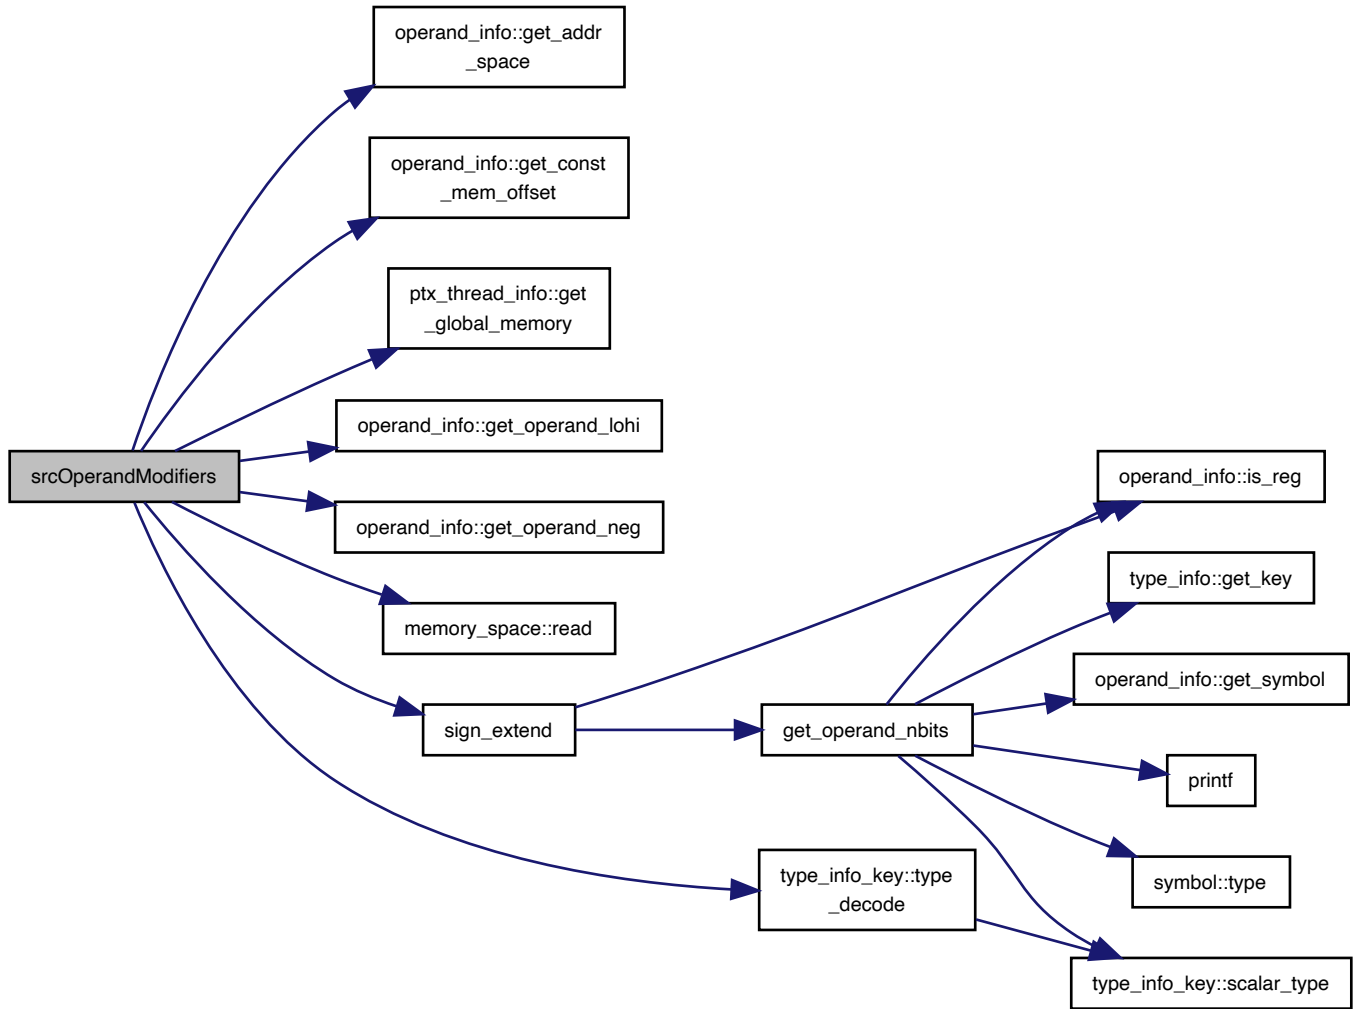 operand_info::get_addr
_space
operand_info::get_const
_mem_offset
ptx_thread_info::get
_global_memory
operand_info::get_operand_lohi
srcOperandModifiers
operand_info::is_reg
operand_info::get_operand_neg
type_info::get_key
memory_space::read
operand_info::get_symbol
sign_extend
get_operand_nbits
printf
type_info_key::type
_decode
symbol::type
type_info_key::scalar_type